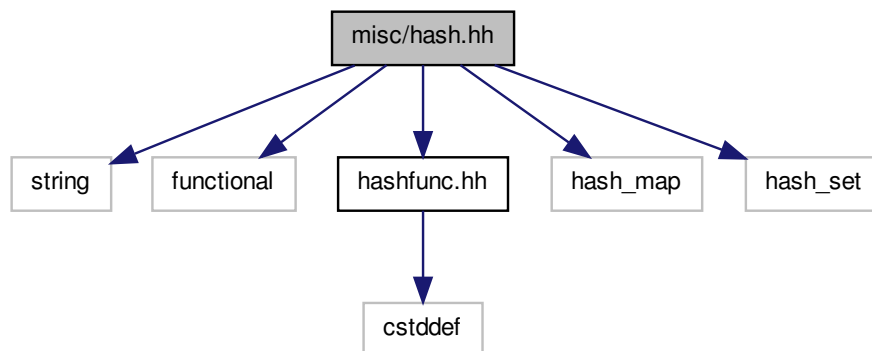 misc/hash.hh
string
functional
hashfunc.hh
hash_map
hash_set
cstddef